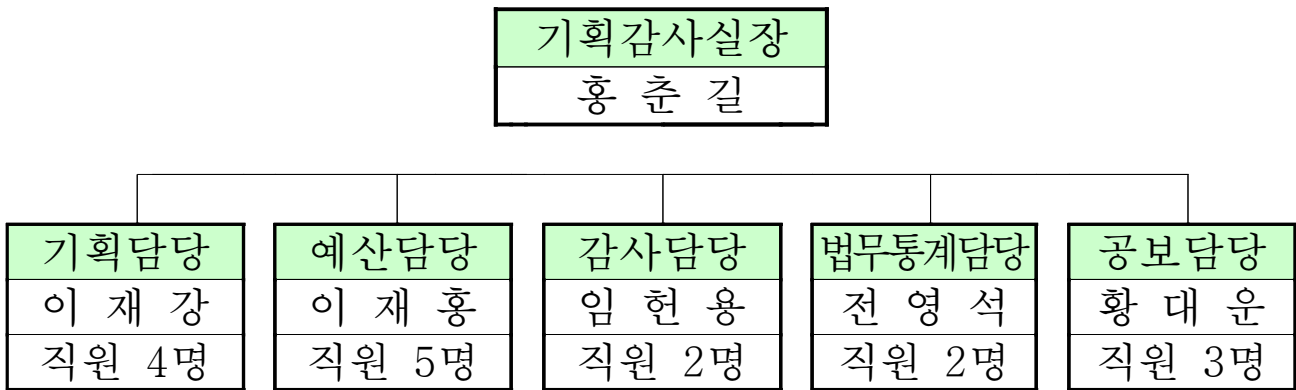 기획감사실장
홍 춘 길
기획담당 예산담당 감사담당 법무통계담당 공보담당
이 재 강 이 재 홍 임 헌 용 전 영 석 황 대 운
직원 4명 직원 5명 직원 2명 직원 2명 직원 3명